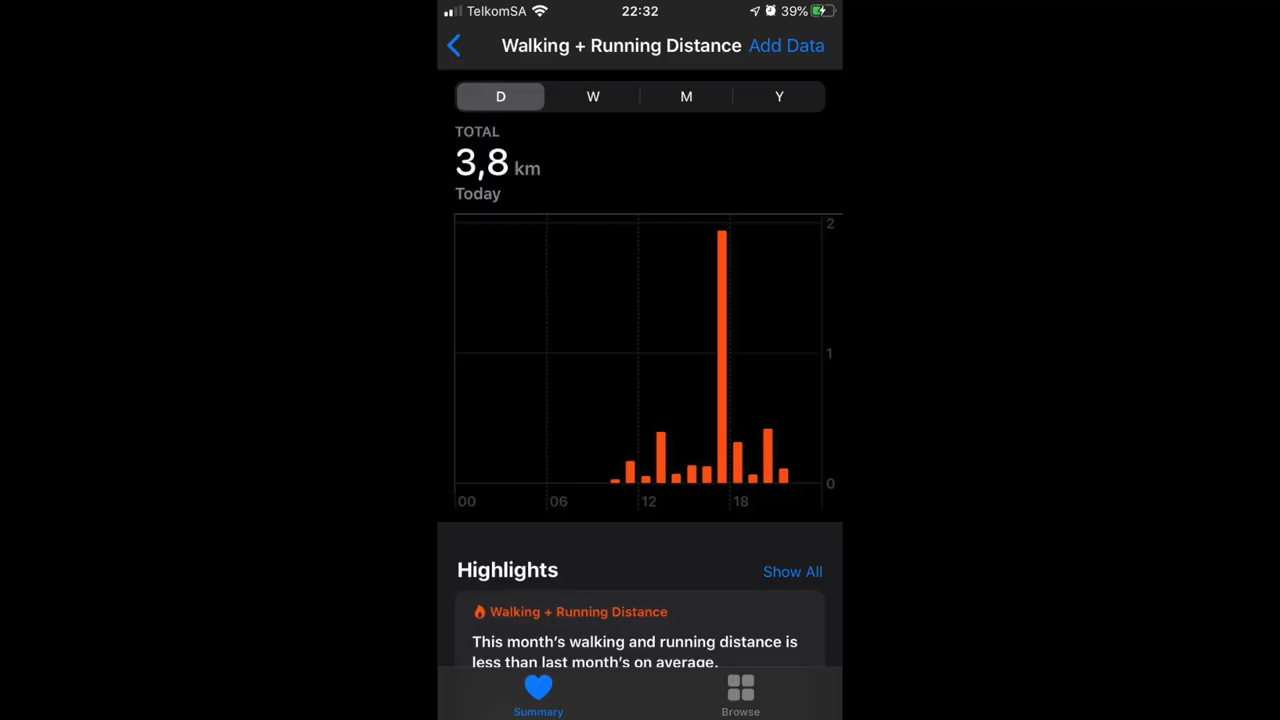 TelkomSA 22:32 39%
Walking + Running Distance Add Data
D W M Y
TOTAL
3,8 km
Today
2
1
0
00 06 12 18
Highlights Show All
Walking + Running Distance
This month's walking and running distance is
less than last month's on average.
Summary Browse